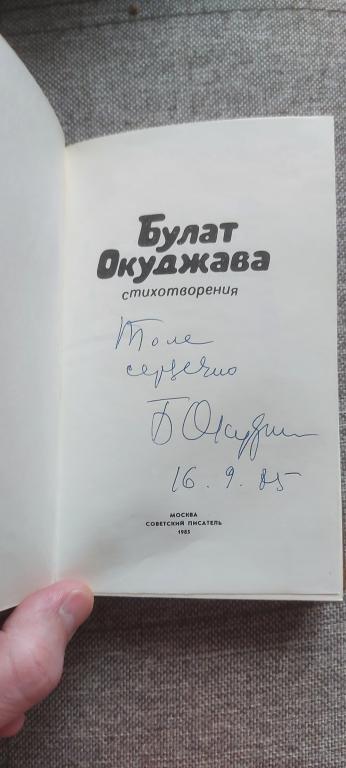 Булат
Окуджава
стихотворения
Толе
сердечно
Б Окуджава
16.9.85
МОСКВА
СОВЕТСКИЙ ПИСАТЕЛЬ
1985